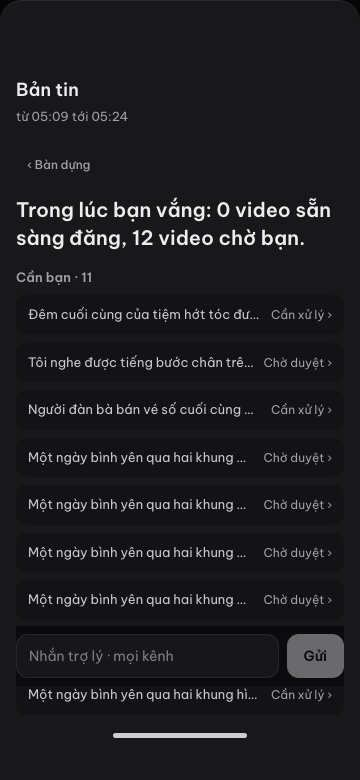 Bản tin
từ 05:09 tới 05:24
‹ Bàn dựng
Trong lúc bạn vắng: 0 video sẵn
sàng đăng, 12 video chờ bạn.
Cần bạn · 11
Đêm cuối cùng của tiệm hớt tóc đư... Cần xử lý ›
Tôi nghe được tiếng bước chân trê... Chờ duyệt ›
Người đàn bà bán vé số cuối cùng ... Cần xử lý ›
Một ngày bình yên qua hai khung ... Chờ duyệt ›
Một ngày bình yên qua hai khung ... Chờ duyệt ›
Một ngày bình yên qua hai khung ... Chờ duyệt ›
Một ngày bình yên qua hai khung ... Chờ duyệt ›
Nhắn trợ lý · mọi kênh Gửi
Một ngày bình yên qua hai khung hì... Cần xử lý ›